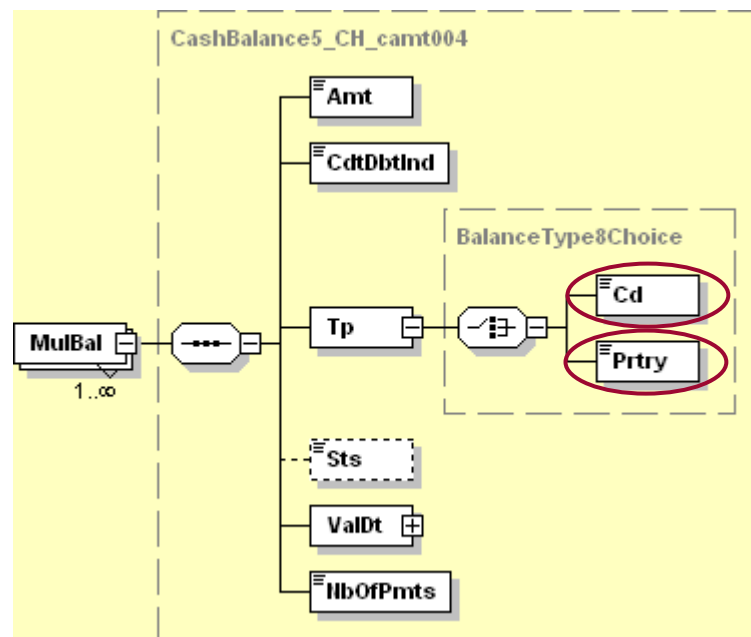 CashBalance5_CH_camt004
Amt
CdtDbtInd
BalanceType8Choice
Cd
Tp
MulBal
1..∞
Prtry
Sts
ValDt
NbOfPmts